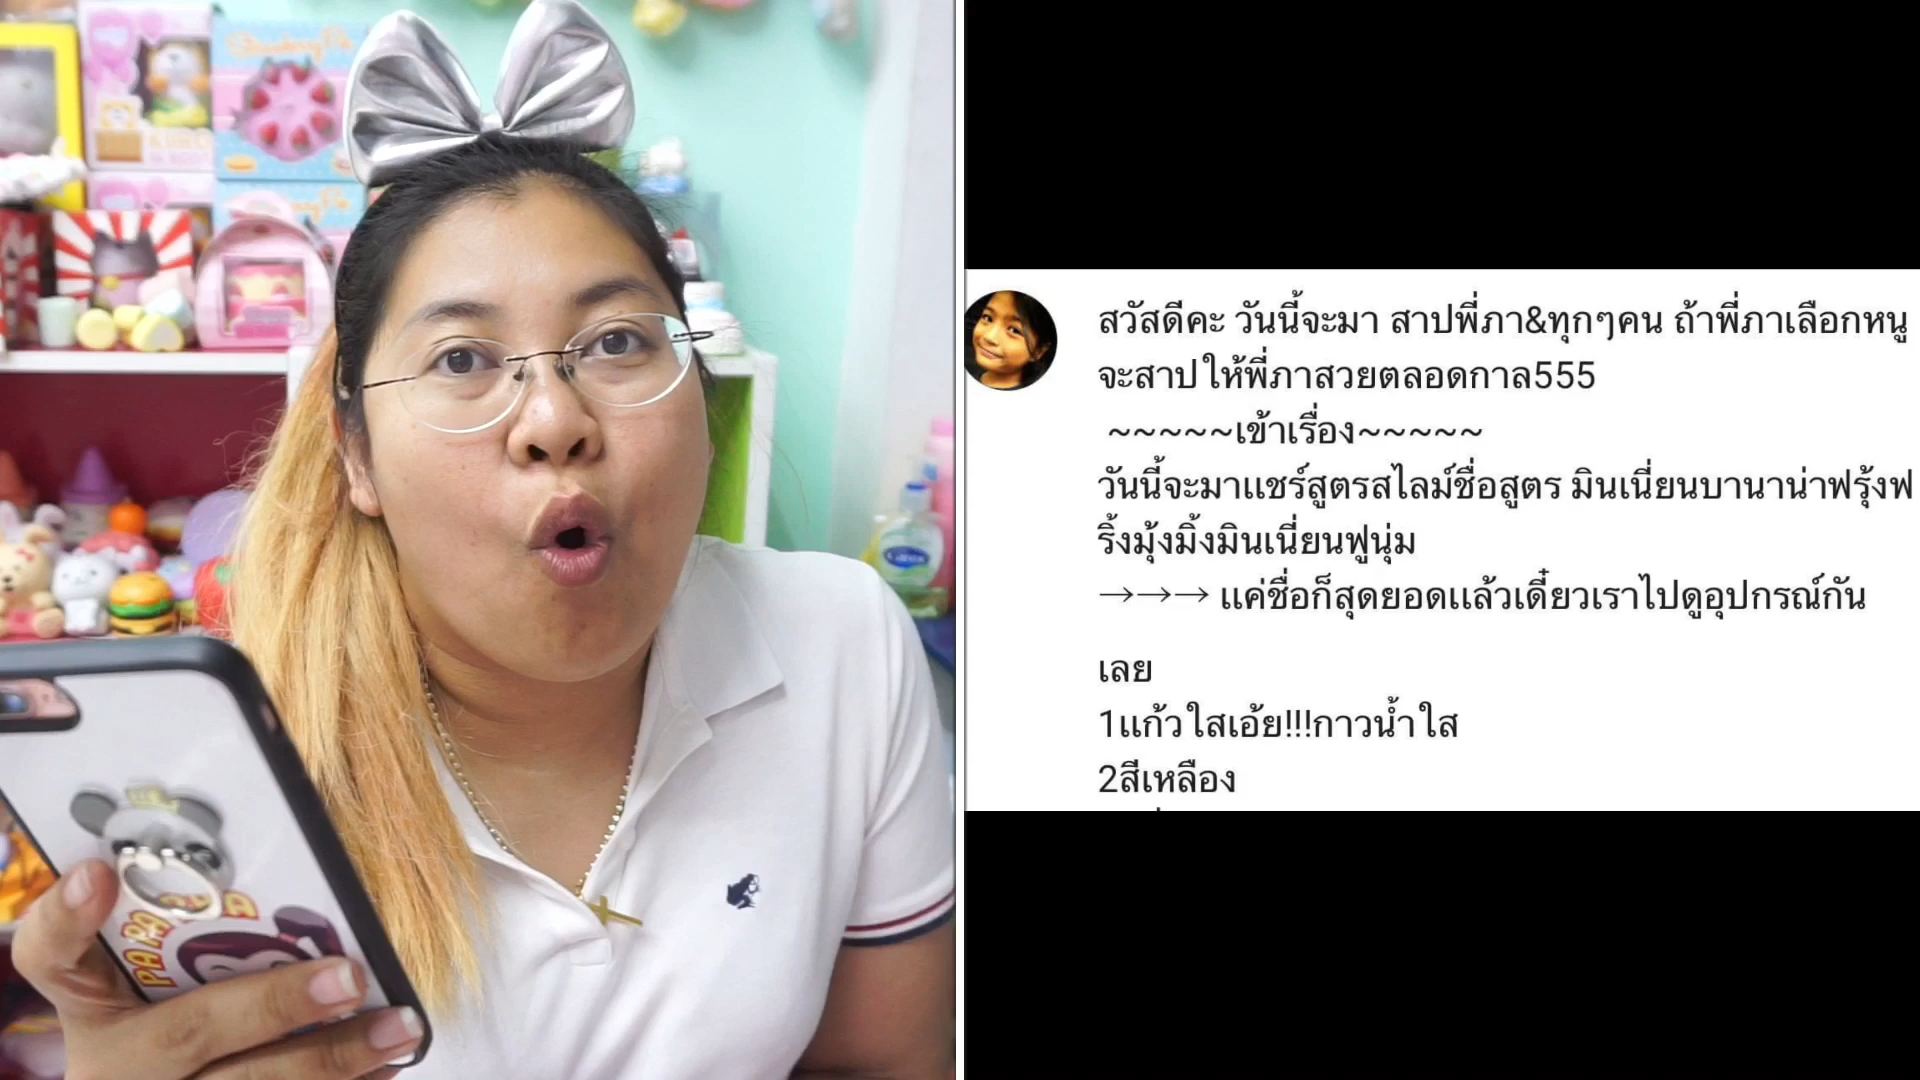 สวัสดีคะ วันนี้จะมา สาปพี่ภา&ทุกๆคน ถ้าพี่ภาเลือกหนู
จะสาปให้พี่ภาสวยตลอดกาล555
~~~~~เข้าเรื่อง~~~~~
วันนี้จะมาแชร์สูตรสไลม์ชื่อสูตร มินเนี่ยนบานาน่าฟรุ้งฟ
ริ้งมุ้งมิ้งมินเนี่ยนฟูนุ่ม
→→→ แค่ชื่อก็สุดยอดแล้วเดี๋ยวเราไปดูอุปกรณ์กัน
เลย
1แก้วใสเอ้ย!!!กาวน้ำใส
2สีเหลือง
PAPA